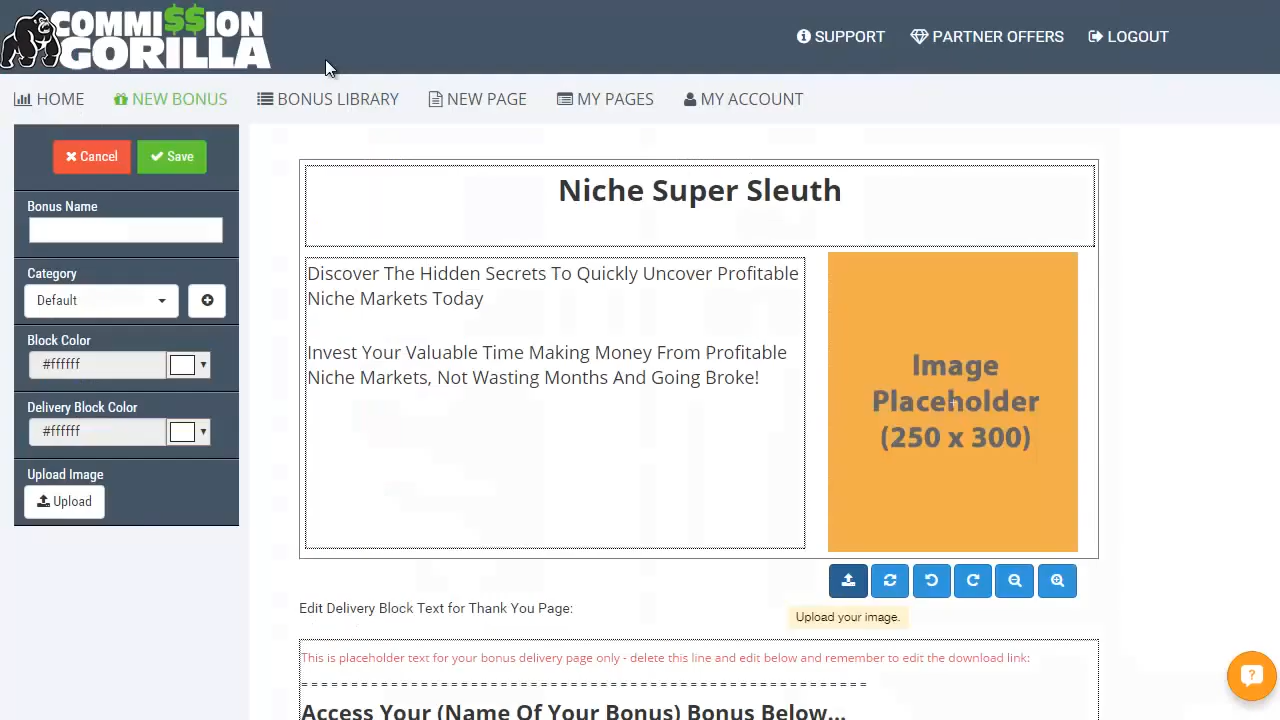 COMMI$$ION
GORILLA
SUPPORT
PARTNER OFFERS
LOGOUT
HOME
NEW BONUS
BONUS LIBRARY
NEW PAGE
MY PAGES
MY ACCOUNT
Cancel
Save
Bonus Name
Category
Default
Block Color
#ffffff
Delivery Block Color
#ffffff
Upload Image
Upload
Niche Super Sleuth
Discover The Hidden Secrets To Quickly Uncover Profitable
Niche Markets Today
Invest Your Valuable Time Making Money From Profitable
Niche Markets, Not Wasting Months And Going Broke!
Image
Placeholder
(250 x 300)
Upload your image.
Edit Delivery Block Text for Thank You Page:
This is placeholder text for your bonus delivery page only - delete this line and edit below and remember to edit the download link:
= = = = = = = = = = = = = = = = = = = = = = = = = = = = = = = = = = = = = = = = = = = = = = = = = = = = = = = = =
Access Your (Name Of Your Bonus) Bonus Below...